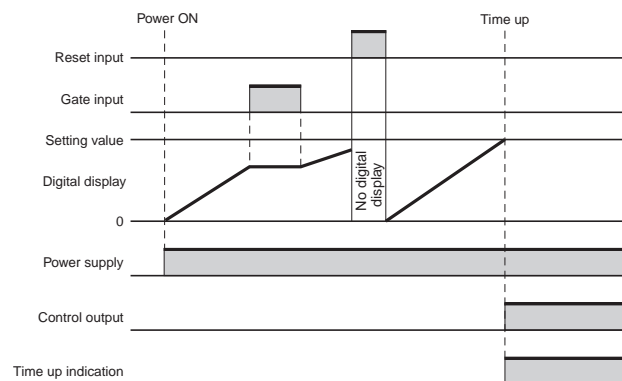 Power ON
Time up
Reset input
Gate input
Setting value
Digital display
No digital
display
0
Power supply
Control output
Time up indication